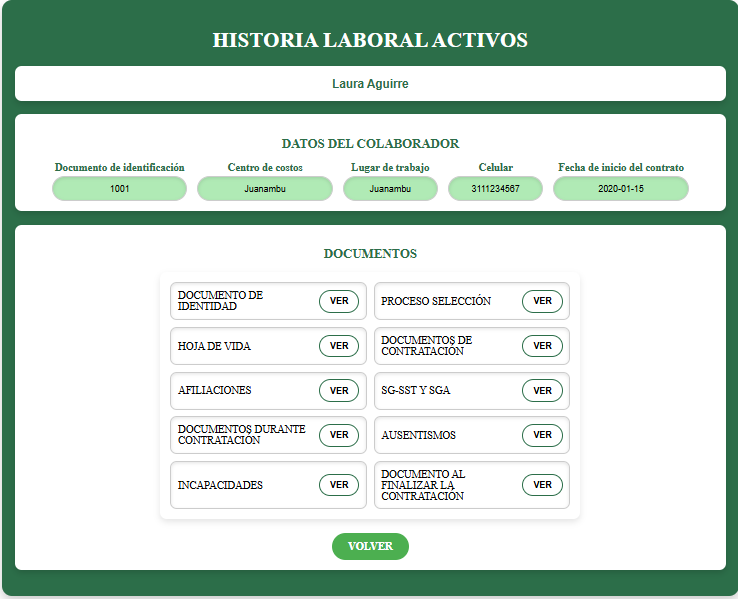 HISTORIA LABORAL ACTIVOS
Laura Aguirre
DATOS DEL COLABORADOR
Documento de identificación
1001
Centro de costos
Juanambu
Lugar de trabajo
Juanambu
Celular
3111234567
Fecha de inicio del contrato
2020-01-15
DOCUMENTOS
DOCUMENTO DE
IDENTIDAD
VER
PROCESO SELECCIÓN
VER
HOJA DE VIDA
VER
DOCUMENTOS DE
CONTRATACIÓN
VER
AFILIACIONES
VER
SG-SST Y SGA
VER
DOCUMENTOS DURANTE
CONTRATACIÓN
VER
AUSENTISMOS
VER
INCAPACIDADES
VER
DOCUMENTO AL
FINALIZAR LA
CONTRATACIÓN
VER
VOLVER